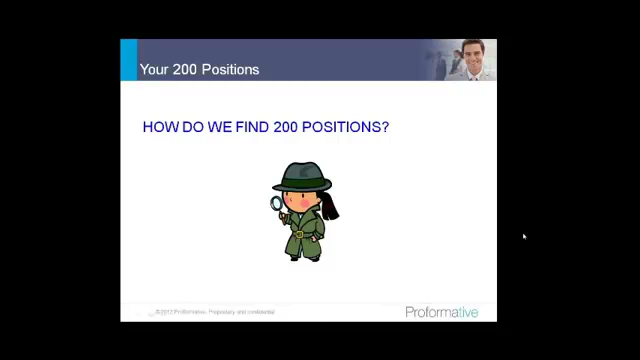 Your 200 Positions
HOW DO WE FIND 200 POSITIONS?
©2012 Proformative. Proprietary and confidential
Proformative